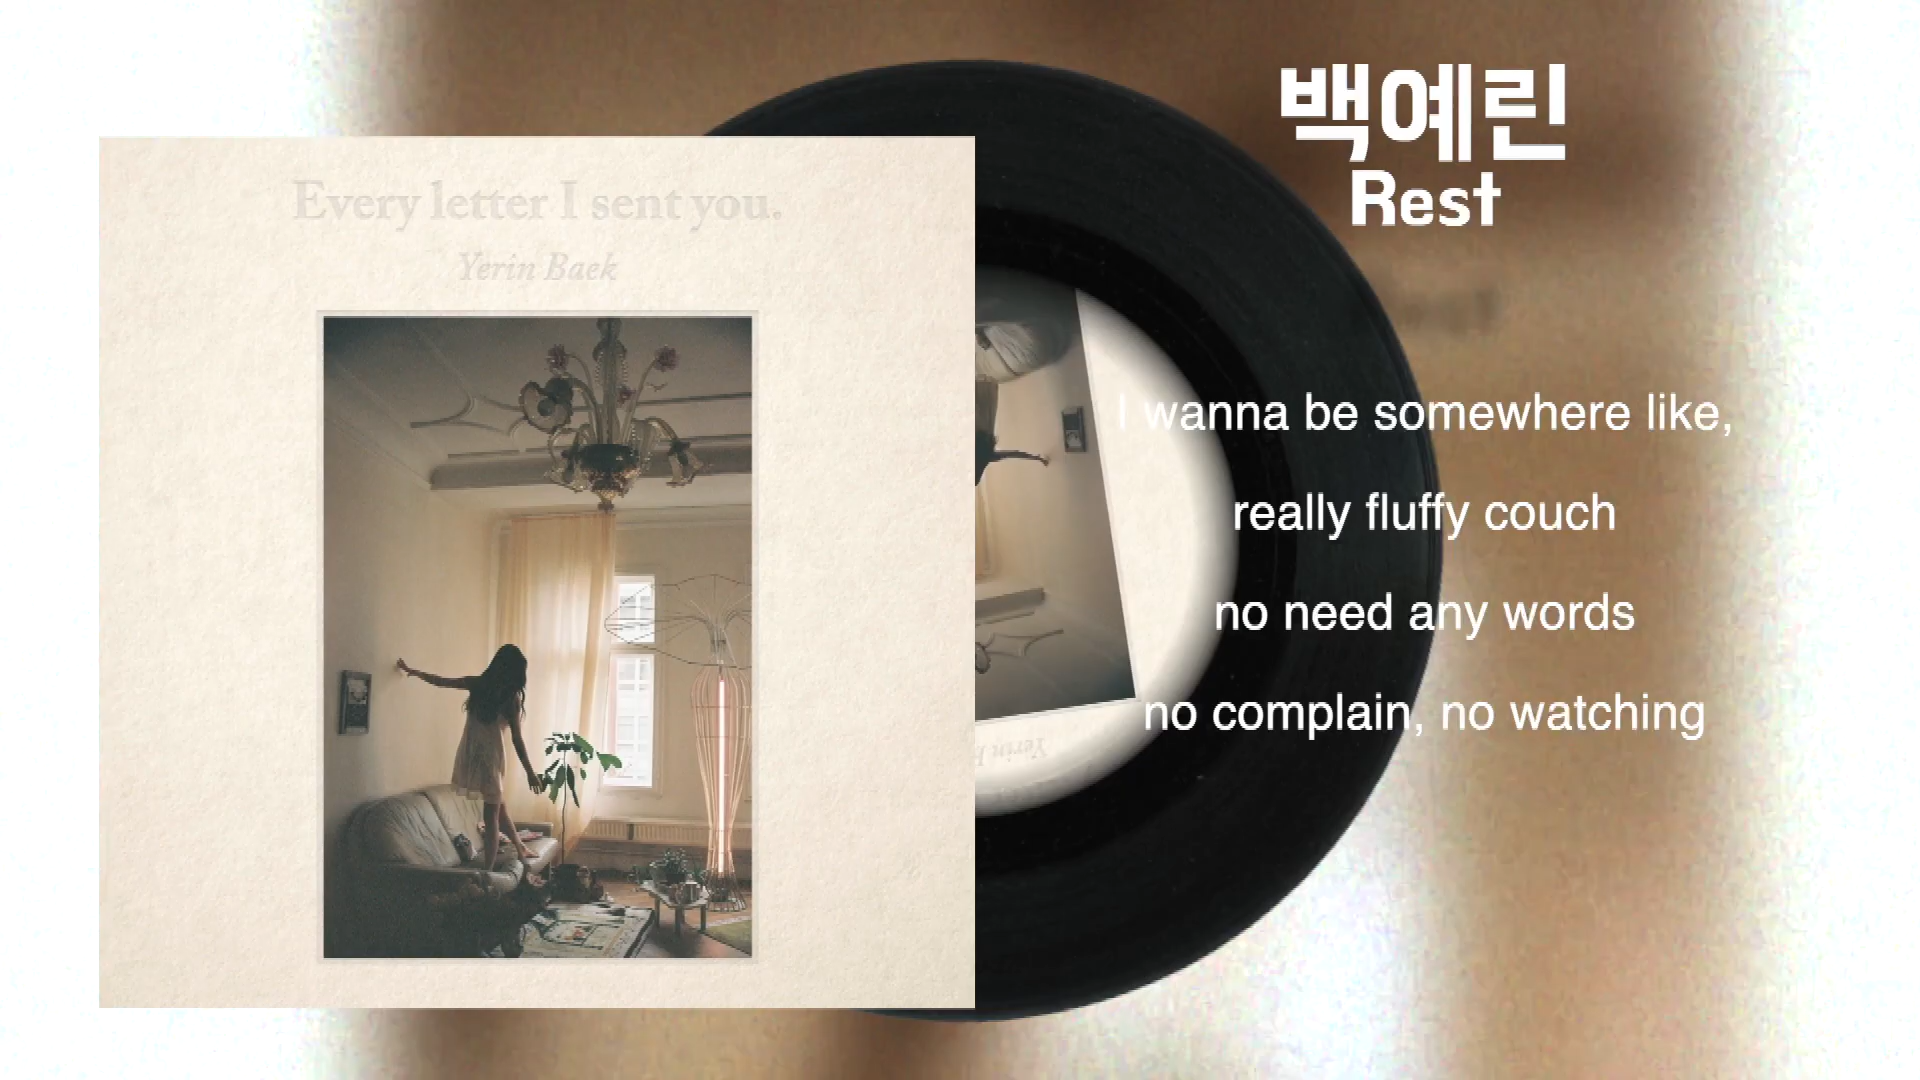 Every letter I sent you.
Yerin Baek
백예린
Rest
I wanna be somewhere like,
really fluffy couch
no need any words
no complain, no watching
Yerin